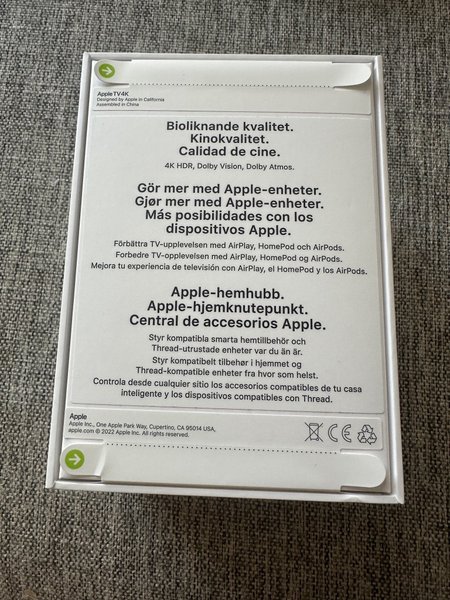 Apple TV 4K
Designed by Apple in California
Assembled in China
Bioliknande kvalitet.
Kinokvalitet.
Calidad de cine.
4K HDR, Dolby Vision, Dolby Atmos.
Gör mer med Apple-enheter.
Gjør mer med Apple-enheter.
Más posibilidades con los
dispositivos Apple.
Förbättra TV-upplevelsen med AirPlay, HomePod och AirPods.
Forbedre TV-opplevelsen med AirPlay, HomePod og AirPods.
Mejora tu experiencia de televisión con AirPlay, el HomePod y los AirPods.
Apple-hemhubb.
Apple-hjemknutepunkt.
Central de accesorios Apple.
Styr kompatibla smarta hemtillbehör och
Thread-utrustade enheter var du än är.
Styr kompatibelt tilbehør i hjemmet og
Thread-kompatible enheter fra hvor som helst.
Controla desde cualquier sitio los accesorios compatibles de tu casa
inteligente y los dispositivos compatibles con Thread.
Apple
Apple Inc., One Apple Park Way, Cupertino, CA 95014 USA,
apple.com © 2022 Apple Inc. All rights reserved.
CE